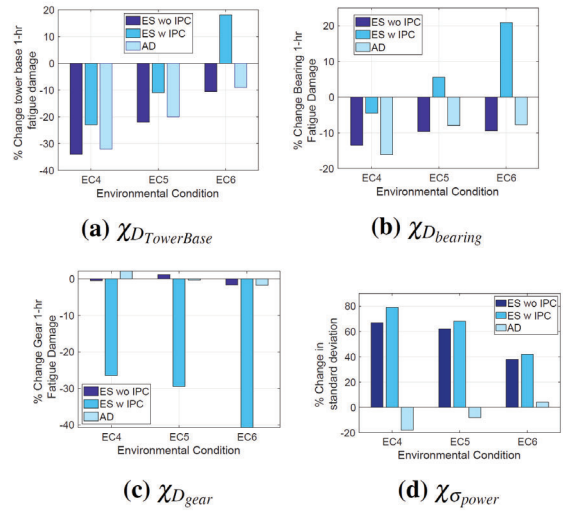 % Change tower base 1-hr
fatigue damage
20
10
0
-10
-20
-30
-40
ES wo IPC
ES w IPC
AD
EC4
EC5
EC6
Environmental Condition
(a) χD_TowerBase
% Change Bearing 1-hr
Fatigue Damage
30
20
10
0
-10
-20
ES wo IPC
ES w IPC
AD
EC4
EC5
EC6
Environmental Condition
(b) χD_bearing
% Change Gear 1-hr
Fatigue Damage
0
-10
-20
-30
-40
ES wo IPC
ES w IPC
AD
EC4
EC5
EC6
Environmental Condition
(c) χD_gear
% Change in
standard deviation
80
60
40
20
0
-20
ES wo IPC
ES w IPC
AD
EC4
EC5
EC6
Environmental Condition
(d) χσ_power